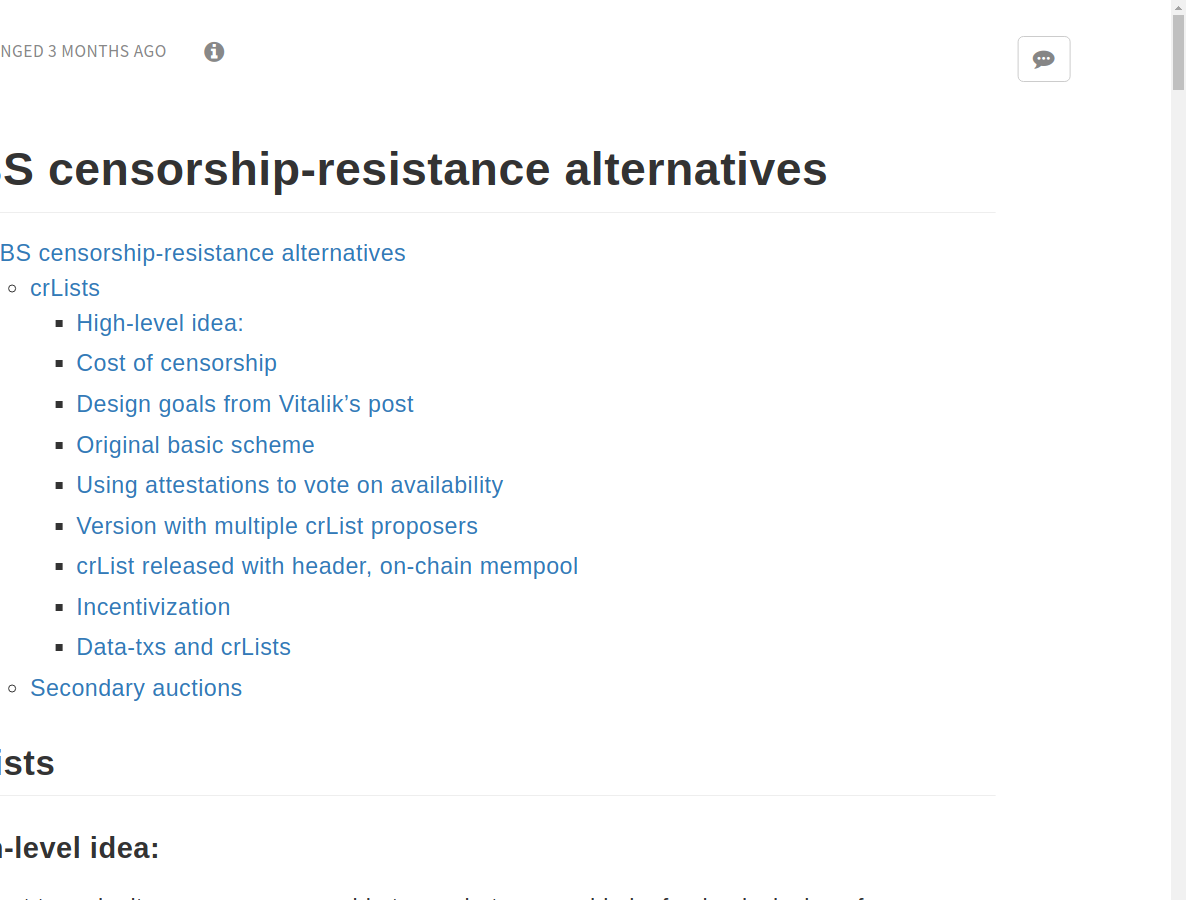 NGED 3 MONTHS AGO
S censorship-resistance alternatives
BS censorship-resistance alternatives
crLists
High-level idea:
Cost of censorship
Design goals from Vitalik’s post
Original basic scheme
Using attestations to vote on availability
Version with multiple crList proposers
crList released with header, on-chain mempool
Incentivization
Data-txs and crLists
Secondary auctions
ists
-level idea: